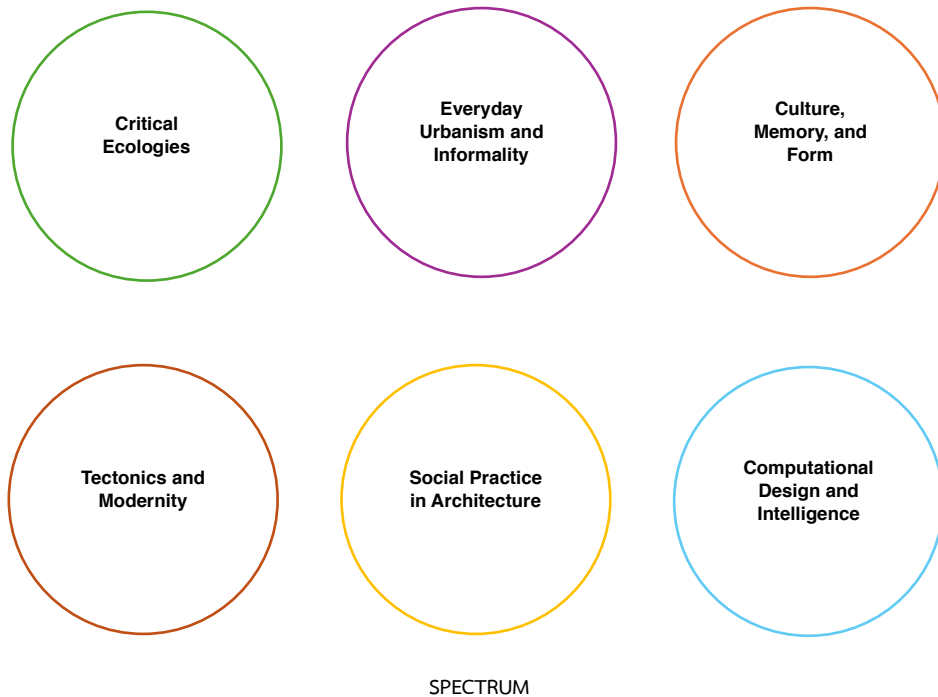 Critical
Ecologies
Everyday
Urbanism and
Informality
Culture,
Memory, and
Form
Tectonics and
Modernity
Social Practice
in Architecture
Computational
Design and
Intelligence
SPECTRUM